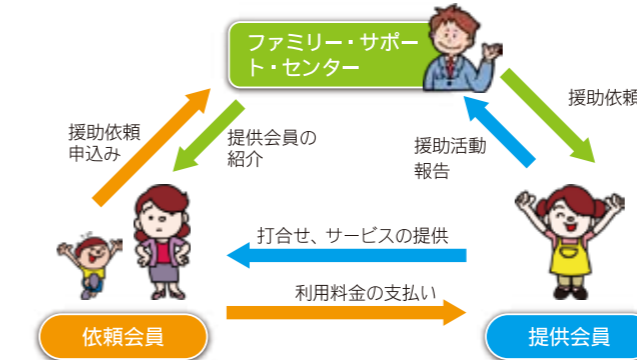 ファミリー・サポー
ト・センター
援助依頼
援助依頼
申込み
提供会員の
紹介
援助活動
報告
打合せ、サービスの提供
利用料金の支払い
依頼会員
提供会員